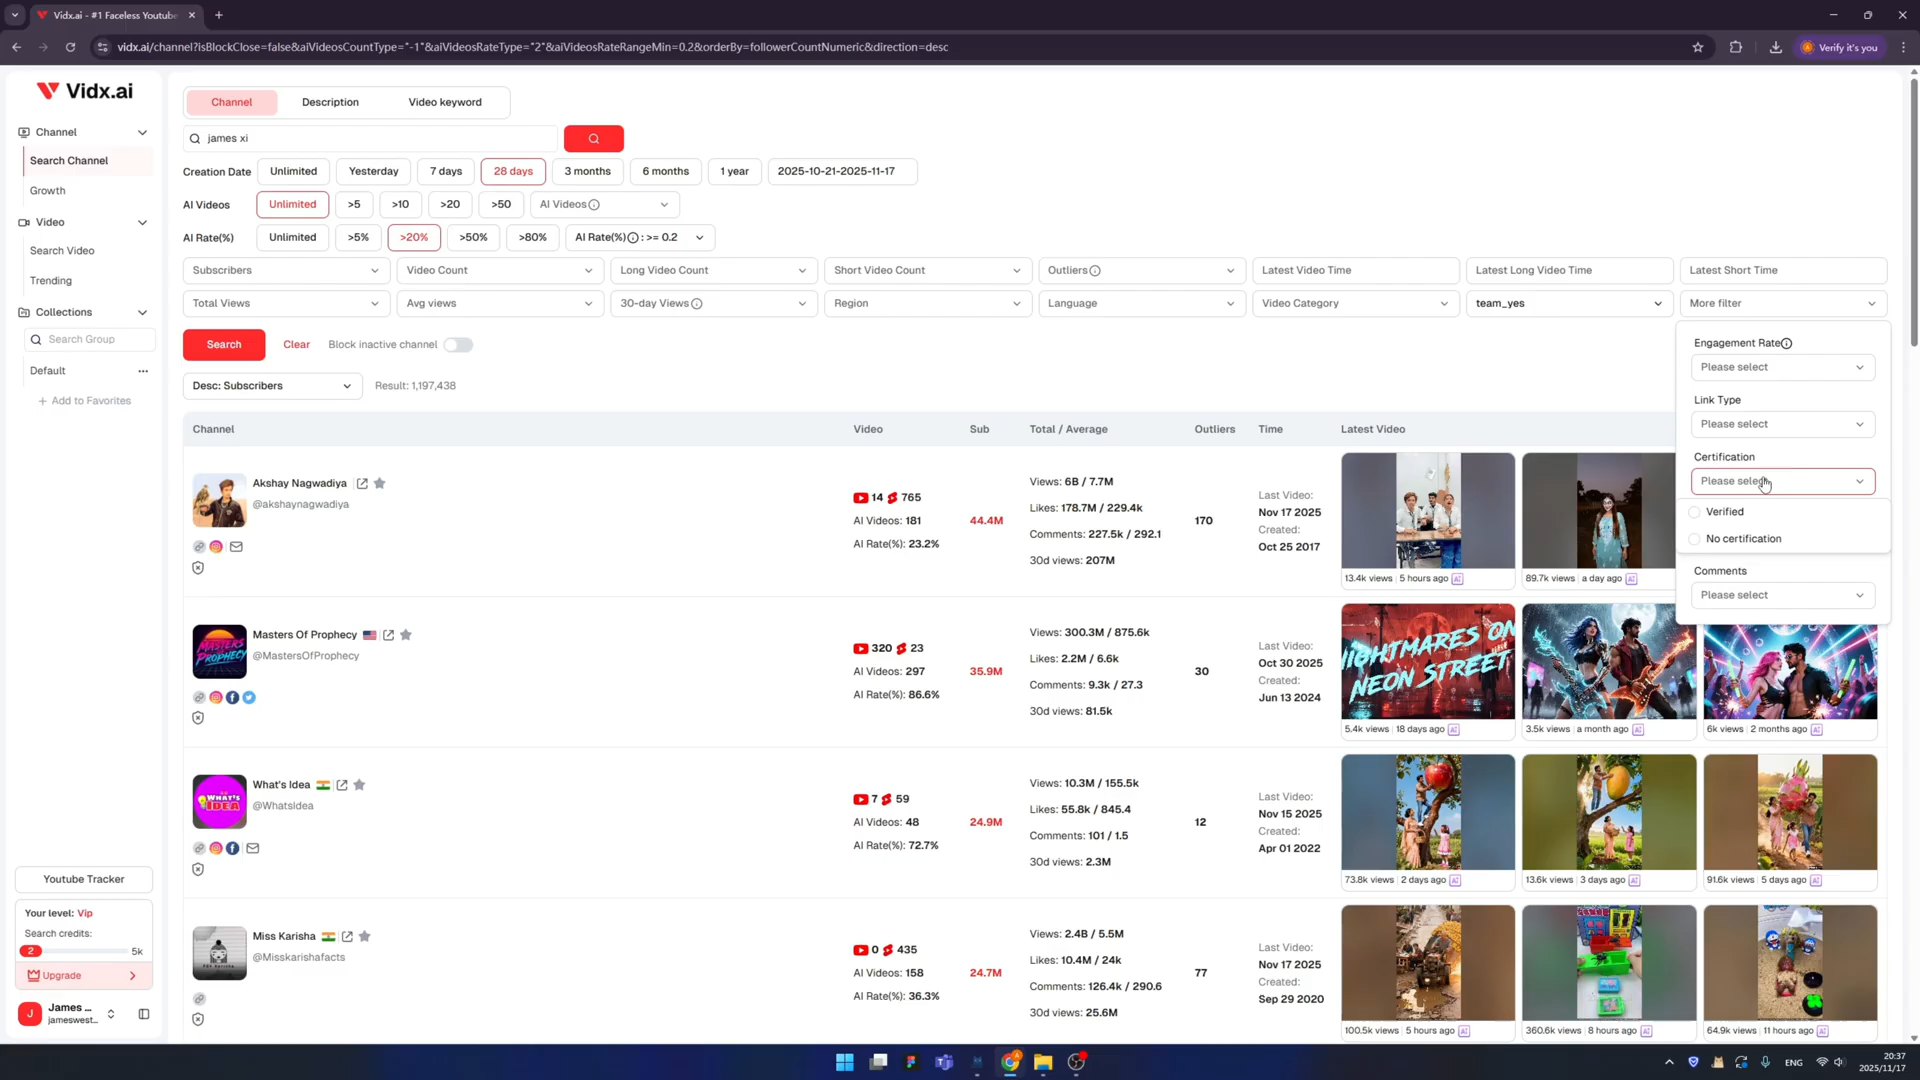 Vidx.ai - #1 Faceless Youtube
vidx.ai/channel?isBlockClose=false&aiVideosCountType="-1"&aiVideosRateType="2"&aiVideosRateRangeMin=0.2&orderBy=followerCountNumeric&direction=desc
Verify it's you
Vidx.ai
Channel
Search Channel
Growth
Video
Search Video
Trending
Collections
Search Group
Default
+ Add to Favorites
Youtube Tracker
Your level: Vip
Search credits:
2 5k
Upgrade
J James ...
jameswest...
Channel Description Video keyword
james xi
Creation Date Unlimited Yesterday 7 days 28 days 3 months 6 months 1 year 2025-10-21-2025-11-17
AI Videos Unlimited >5 >10 >20 >50 AI Videos
AI Rate(%) Unlimited >5% >20% >50% >80% AI Rate(%) : >= 0.2
Subscribers Video Count Long Video Count Short Video Count Outliers Latest Video Time Latest Long Video Time Latest Short Time
Total Views Avg views 30-day Views Region Language Video Category team_yes More filter
Search Clear Block inactive channel
Desc: Subscribers Result: 1,197,438
Engagement Rate
Please select
Link Type
Please select
Certification
Please select
Verified
No certification
Comments
Please select
Channel Video Sub Total / Average Outliers Time Latest Video
Akshay Nagwadiya
@akshaynagwadiya
14 765
AI Videos: 181
AI Rate(%): 23.2%
44.4M
Views: 6B / 7.7M
Likes: 178.7M / 229.4k
Comments: 227.5k / 292.1
30d views: 207M
170
Last Video:
Nov 17 2025
Created:
Oct 25 2017
13.4k views 5 hours ago AI
89.7k views a day ago AI
MASTERS
PROPHECY
Masters Of Prophecy
@MastersOfProphecy
320 23
AI Videos: 297
AI Rate(%): 86.6%
35.9M
Views: 300.3M / 875.6k
Likes: 2.2M / 6.6k
Comments: 9.3k / 27.3
30d views: 81.5k
30
Last Video:
Oct 30 2025
Created:
Jun 13 2024
NIGHTMARES ON
NEON STREET
5.4k views 18 days ago AI
3.5k views a month ago AI
6k views 2 months ago AI
WHAT'S
IDEA
What's Idea
@WhatsIdea
7 59
AI Videos: 48
AI Rate(%): 72.7%
24.9M
Views: 10.3M / 155.5k
Likes: 55.8k / 845.4
Comments: 101 / 1.5
30d views: 2.3M
12
Last Video:
Nov 15 2025
Created:
Apr 01 2022
73.8k views 2 days ago AI
13.6k views 3 days ago AI
91.6k views 5 days ago AI
Miss Karisha
@Misskarishafacts
0 435
AI Videos: 158
AI Rate(%): 36.3%
24.7M
Views: 2.4B / 5.5M
Likes: 10.4M / 24k
Comments: 126.4k / 290.6
30d views: 25.6M
77
Last Video:
Nov 17 2025
Created:
Sep 29 2020
100.5k views 5 hours ago AI
360.6k views 8 hours ago AI
64.9k views 11 hours ago AI
ENG
20:37
2025/11/17